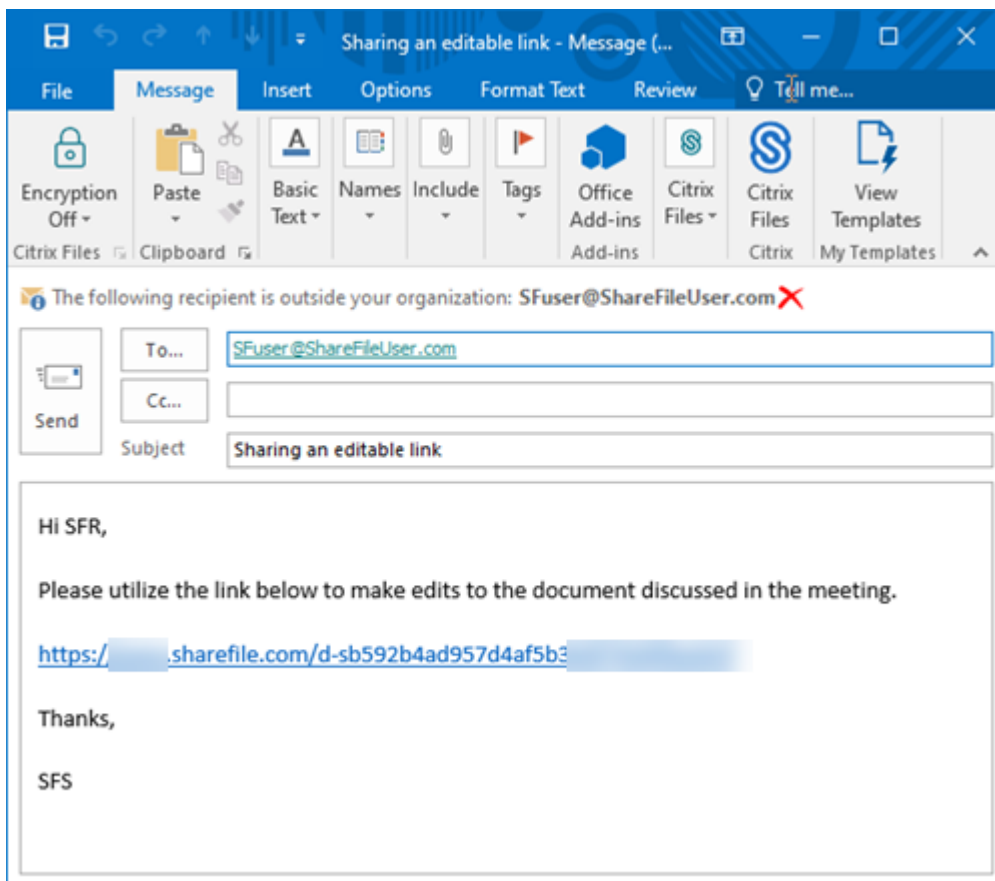 Sharing an editable link - Message (...
File Message Insert Options Format Text Review Tell me...
Encryption Off Paste Basic Text Names Include Tags Office Add-ins Citrix Files Citrix Files View Templates
Citrix Files Clipboard Add-ins Citrix My Templates
The following recipient is outside your organization: SFuser@ShareFileUser.com
To... SFuser@ShareFileUser.com
Cc...
Send
Subject Sharing an editable link
Hi SFR,
Please utilize the link below to make edits to the document discussed in the meeting.
https:/ .sharefile.com/d-sb592b4ad957d4af5b3
Thanks,
SFS